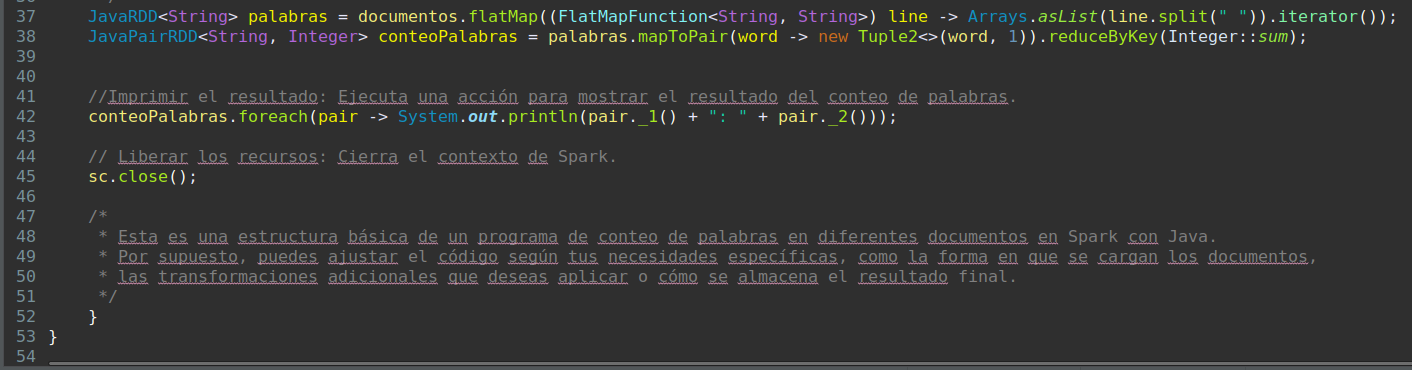 37 JavaRDD<String> palabras = documentos.flatMap((FlatMapFunction<String, String>) line -> Arrays.asList(line.split(" ")).iterator());
38 JavaPairRDD<String, Integer> conteoPalabras = palabras.mapToPair(word -> new Tuple2<>(word, 1)).reduceByKey(Integer::sum);
39
40
41 //Imprimir el resultado: Ejecuta una acción para mostrar el resultado del conteo de palabras.
42 conteoPalabras.foreach(pair -> System.out.println(pair._1() + ": " + pair._2()));
43
44 // Liberar los recursos: Cierra el contexto de Spark.
45 sc.close();
46
47 /*
48 * Esta es una estructura básica de un programa de conteo de palabras en diferentes documentos en Spark con Java.
49 * Por supuesto, puedes ajustar el código según tus necesidades específicas, como la forma en que se cargan los documentos,
50 * las transformaciones adicionales que deseas aplicar o cómo se almacena el resultado final.
51 */
52 }
53 }
54